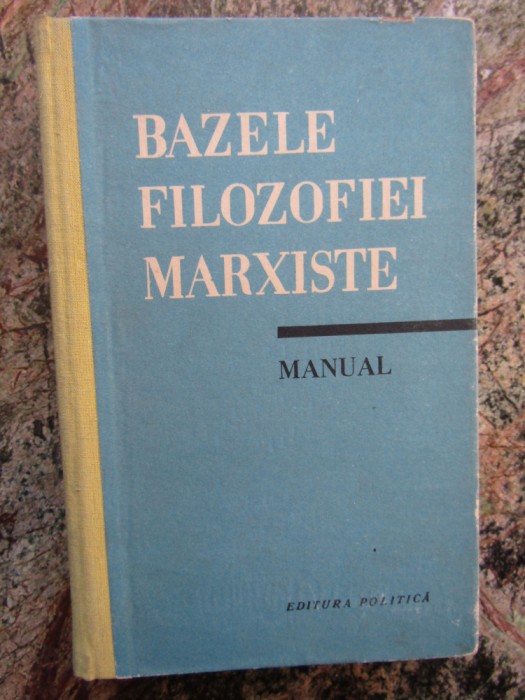 BAZELE
FILOZOFIEI
MARXISTE
MANUAL
EDITURA POLITICĂ